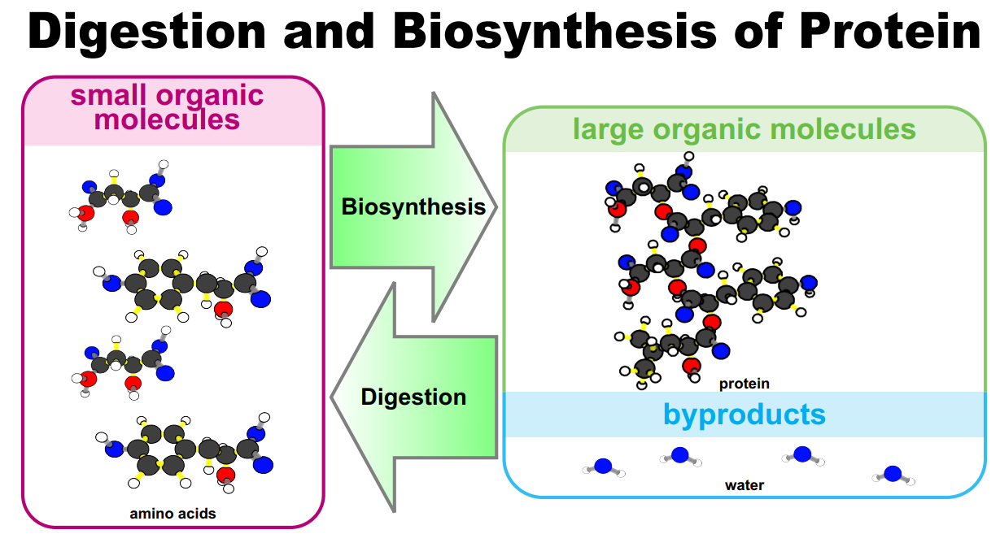 Digestion and Biosynthesis of Protein
small organic
molecules
amino acids
Biosynthesis
Digestion
large organic molecules
protein
byproducts
water